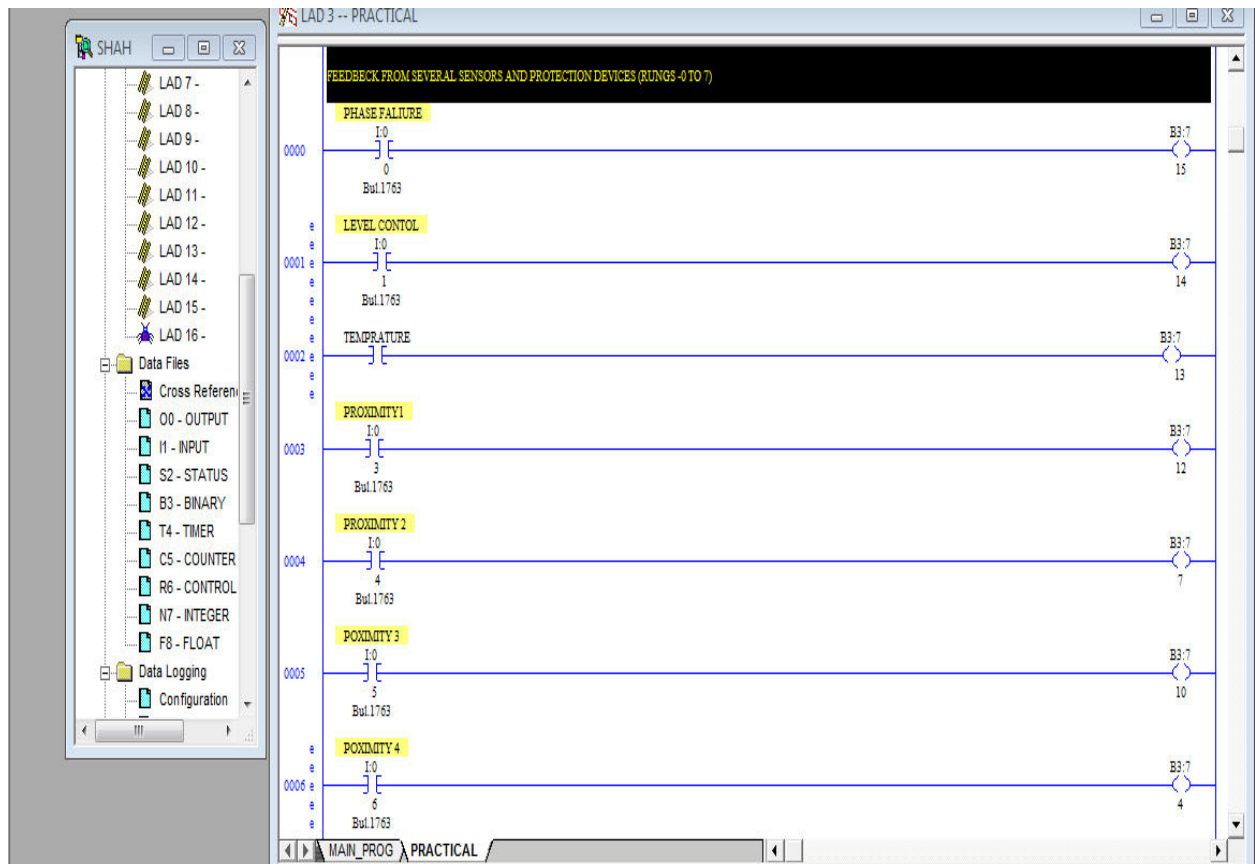 SHAH
LAD 7 -
LAD 8 -
LAD 9 -
LAD 10 -
LAD 11 -
LAD 12 -
LAD 13 -
LAD 14 -
LAD 15 -
LAD 16 -
Data Files
Cross Referen
O0 - OUTPUT
I1 - INPUT
S2 - STATUS
B3 - BINARY
T4 - TIMER
C5 - COUNTER
R6 - CONTROL
N7 - INTEGER
F8 - FLOAT
Data Logging
Configuration
LAD 3 -- PRACTICAL
FEEDBECK FROM SEVERAL SENSORS AND PROTECTION DEVICES (RUNGS -0 TO 7)
PHASE FALIURE
I:0 B3:7
0000
0 15
Bul.1763
e LEVEL CONTOL
e I:0 B3:7
0001 e
e 1 14
e Bul.1763
e
e TEMPRATURE B3:7
0002 e
e 13
e
PROXIMITY1
I:0 B3:7
0003
3 12
Bul.1763
PROXIMITY 2
I:0 B3:7
0004
4 7
Bul.1763
POXIMITY 3
I:0 B3:7
0005
5 10
Bul.1763
e POXIMITY 4
e I:0 B3:7
0006 e
e 6 4
e Bul.1763
MAIN_PROG PRACTICAL